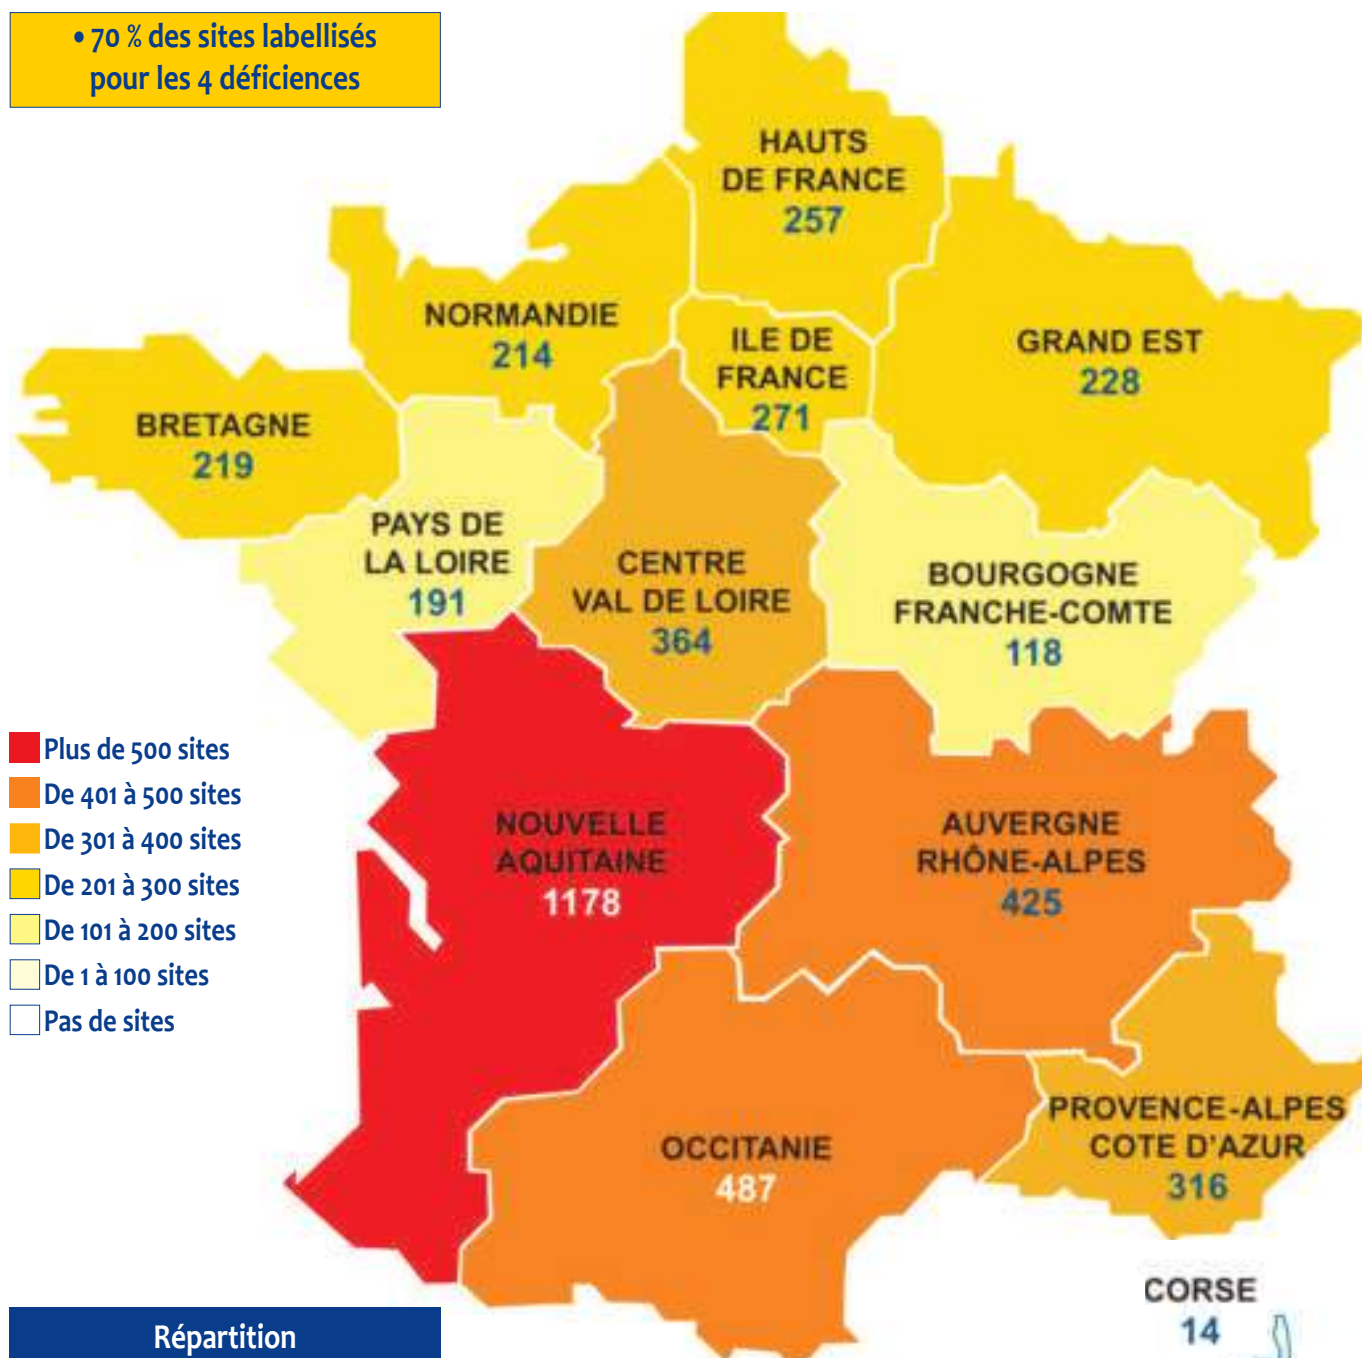 • 70 % des sites labellisés
pour les 4 déficiences
HAUTS
DE FRANCE
257
NORMANDIE
214
ILE DE
FRANCE
271
GRAND EST
228
BRETAGNE
219
PAYS DE
LA LOIRE
191
CENTRE
VAL DE LOIRE
364
BOURGOGNE
FRANCHE-COMTE
118
Plus de 500 sites
De 401 à 500 sites
De 301 à 400 sites
De 201 à 300 sites
De 101 à 200 sites
De 1 à 100 sites
Pas de sites
NOUVELLE
AQUITAINE
1178
AUVERGNE
RHÔNE-ALPES
425
OCCITANIE
487
PROVENCE-ALPES
COTE D'AZUR
316
CORSE
14
Répartition